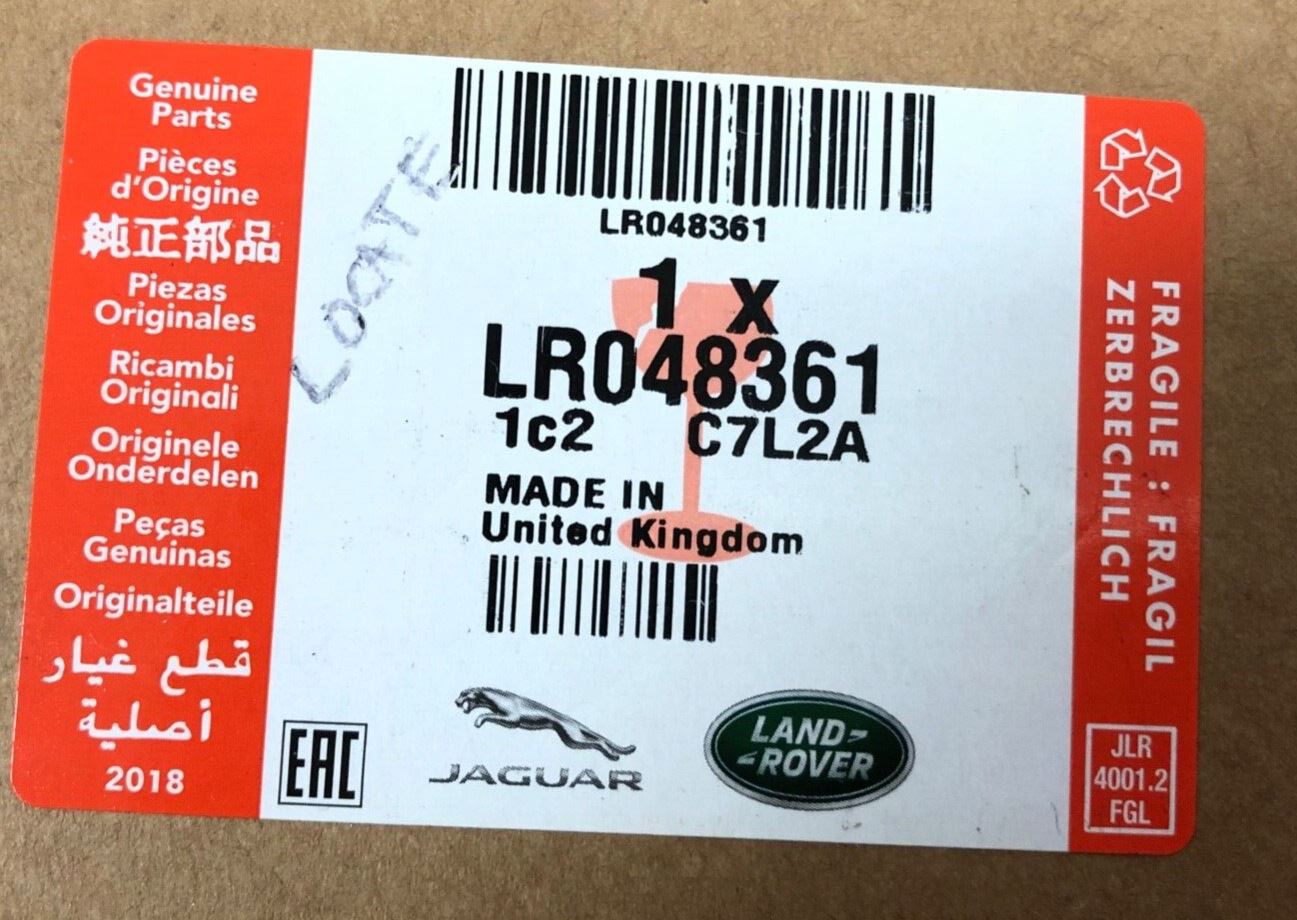 Genuine
Parts
Pièces
d'Origine
純正部品
Piezas
Originales
Ricambi
Originali
Originele
Onderdelen
Peças
Genuinas
Originalteile
قطع غيار
أصلية
2018
LOCATE
LR048361
1 x
LR048361
1c2 C7L2A
MADE IN
United Kingdom
EAC
JAGUAR
LAND-
-ROVER
FRAGILE : FRAGIL
ZERBRECHLICH
JLR
4001.2
FGL